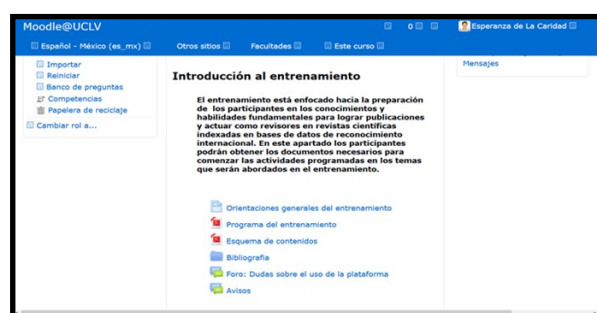 Moodle@UCLV
0
Esperanza de La Caridad
Español - México (es_mx)
Otros sitios
Facultades
Este curso
Importar
Reiniciar
Banco de preguntas
Competencias
Papelera de reciclaje
Cambiar rol a...
Introducción al entrenamiento
El entrenamiento está enfocado hacia la preparación
de los participantes en los conocimientos y
habilidades fundamentales para lograr publicaciones
y actuar como revisores en revistas científicas
indexadas en bases de datos de reconocimiento
internacional. En este apartado los participantes
podrán obtener los documentos necesarios para
comenzar las actividades programadas en los temas
que serán abordados en el entrenamiento.
Orientaciones generales del entrenamiento
Programa del entrenamiento
Esquema de contenidos
Bibliografia
Foro: Dudas sobre el uso de la plataforma
Avisos
Mensajes